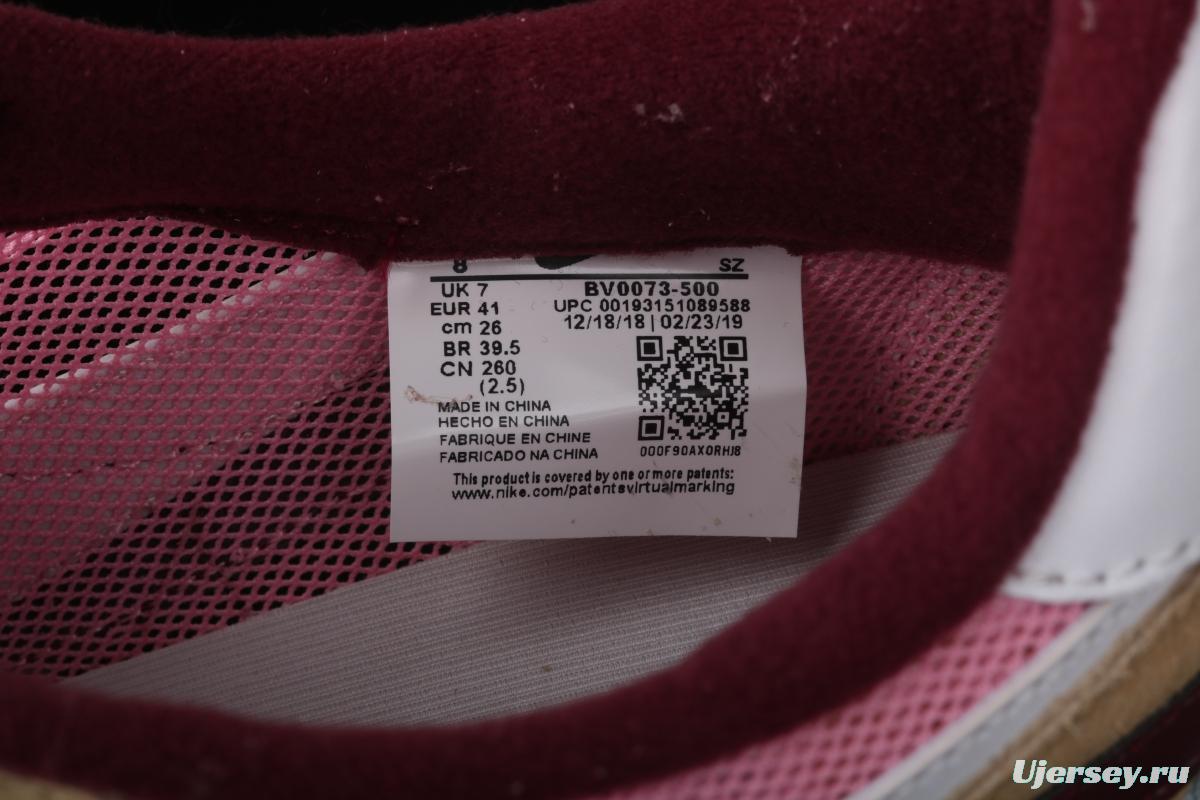 8 SZ
UK 7 BV0073-500
EUR 41 UPC 00193151089588
cm 26 12/18/18 | 02/23/19
BR 39.5
CN 260
(2.5)
MADE IN CHINA
HECHO EN CHINA
FABRIQUE EN CHINE
FABRICADO NA CHINA
000F90AX0RHJ8
This product is covered by one or more patents:
www.nike.com/patentsvirtualmarking
Ujersey.ru